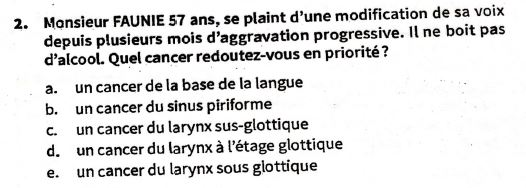 2. Monsieur FAUNIE 57 ans, se plaint d'une modification de sa voix
depuis plusieurs mois d'aggravation progressive. Il ne boit pas
d'alcool. Quel cancer redoutez-vous en priorité?
a. un cancer de la base de la langue
b. un cancer du sinus piriforme
c. un cancer du larynx sus-glottique
d. un cancer du larynx à l'étage glottique
e. un cancer du larynx sous glottique